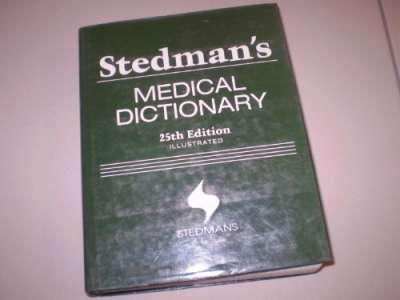 Stedman's
MEDICAL
DICTIONARY
25th Edition
ILLUSTRATED
STEDMANS